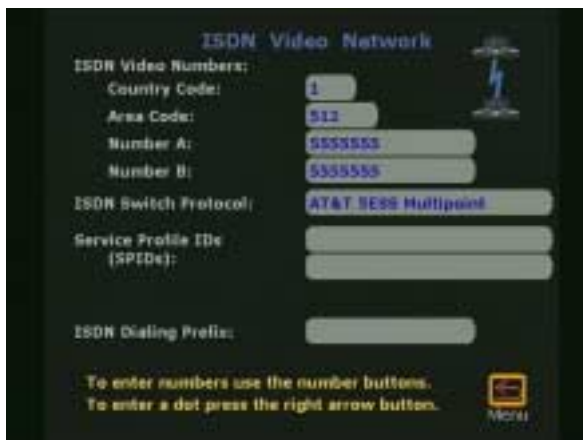 ISDN Video Network
ISDN Video Numbers:
Country Code: 1
Area Code: 512
Number A: 5555555
Number B: 5555555
ISDN Switch Protocol: AT&T 5ESS Multipoint
Service Profile IDs
(SPIDs):
ISDN Dialing Prefix:
To enter numbers use the number buttons.
To enter a dot press the right arrow button.
Menu